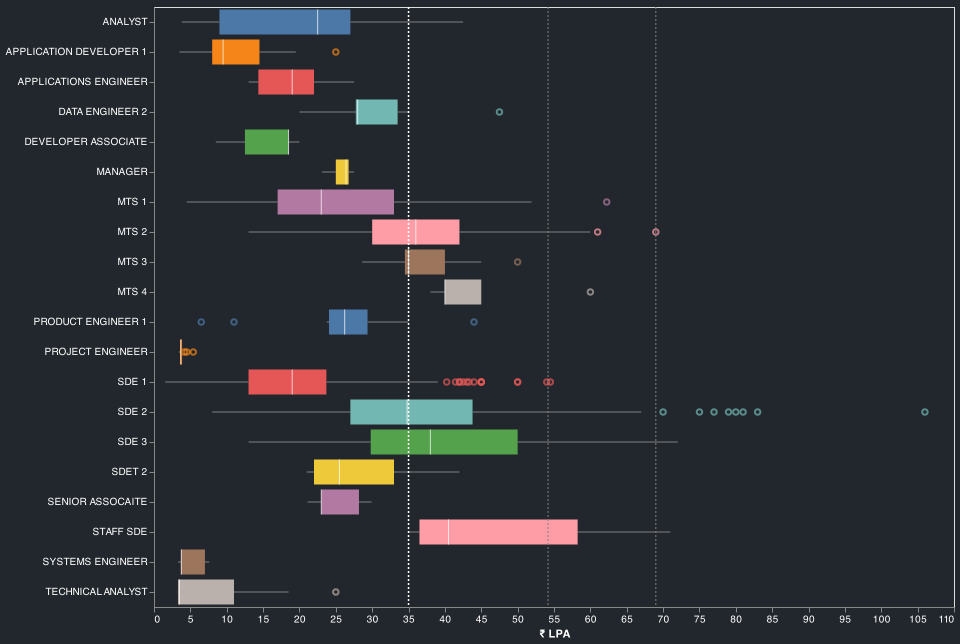 ANALYST
APPLICATION DEVELOPER 1
APPLICATIONS ENGINEER
DATA ENGINEER 2
DEVELOPER ASSOCIATE
MANAGER
MTS 1
MTS 2
MTS 3
MTS 4
PRODUCT ENGINEER 1
PROJECT ENGINEER
SDE 1
SDE 2
SDE 3
SDET 2
SENIOR ASSOCAITE
STAFF SDE
SYSTEMS ENGINEER
TECHNICAL ANALYST
0 5 10 15 20 25 30 35 40 45 50 55 60 65 70 75 80 85 90 95 100 105 110
₹ LPA